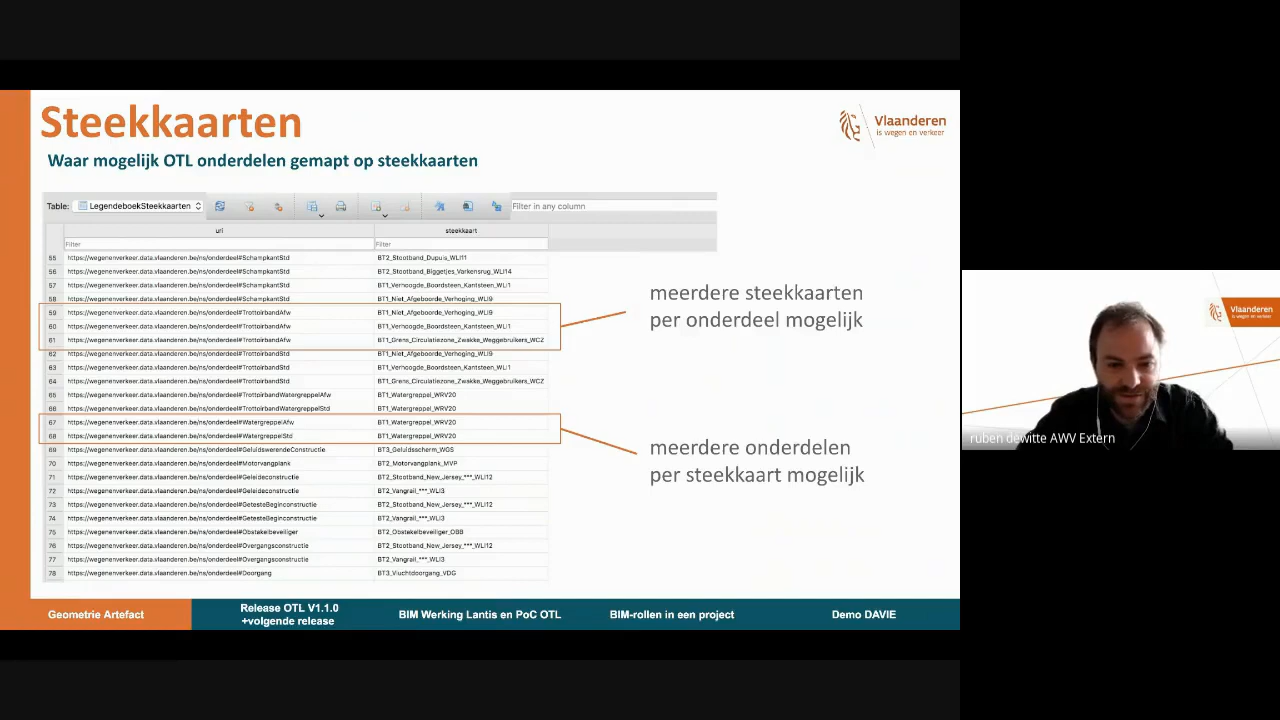 Steekkaarten
Waar mogelijk OTL onderdelen gemapt op steekkaarten
Vlaanderen
is wegen en verkeer
Table: LegendeboekSteekkaarten Filter in any column
url steekkaart
Filter Filter
55 https://wegenenverkeer.data.vlaanderen.be/ns/onderdeel#SchampkantStd BT2_Stootband_Dupuis_WLI11
56 https://wegenenverkeer.data.vlaanderen.be/ns/onderdeel#SchampkantStd BT2_Stootband_Biggetjes_Varkensrug_WLI14
57 https://wegenenverkeer.data.vlaanderen.be/ns/onderdeel#SchampkantStd BT1_Verhoogde_Boordsteen_Kantsteen_WLI1
58 https://wegenenverkeer.data.vlaanderen.be/ns/onderdeel#SchampkantStd BT1_Niet_Afgeboorde_Verhoging_WLI9
59 https://wegenenverkeer.data.vlaanderen.be/ns/onderdeel#TrottoirbandAfw BT1_Niet_Afgeboorde_Verhoging_WLI9
60 https://wegenenverkeer.data.vlaanderen.be/ns/onderdeel#TrottoirbandAfw BT1_Verhoogde_Boordsteen_Kantsteen_WLI1
61 https://wegenenverkeer.data.vlaanderen.be/ns/onderdeel#TrottoirbandAfw BT1_Grens_Circulatiezone_Zwakke_Weggebruikers_WCZ
62 https://wegenenverkeer.data.vlaanderen.be/ns/onderdeel#TrottoirbandStd BT1_Niet_Afgeboorde_Verhoging_WLI9
63 https://wegenenverkeer.data.vlaanderen.be/ns/onderdeel#TrottoirbandStd BT1_Verhoogde_Boordsteen_Kantsteen_WLI1
64 https://wegenenverkeer.data.vlaanderen.be/ns/onderdeel#TrottoirbandStd BT1_Grens_Circulatiezone_Zwakke_Weggebruikers_WCZ
65 https://wegenenverkeer.data.vlaanderen.be/ns/onderdeel#TrottoirbandWatergreppelAfw BT1_Watergreppel_WRV20
66 https://wegenenverkeer.data.vlaanderen.be/ns/onderdeel#TrottoirbandWatergreppelStd BT1_Watergreppel_WRV20
67 https://wegenenverkeer.data.vlaanderen.be/ns/onderdeel#WatergreppelAfw BT1_Watergreppel_WRV20
68 https://wegenenverkeer.data.vlaanderen.be/ns/onderdeel#WatergreppelStd BT1_Watergreppel_WRV20
69 https://wegenenverkeer.data.vlaanderen.be/ns/onderdeel#GeluidswerendeConstructie BT3_Geluidsscherm_WGS
70 https://wegenenverkeer.data.vlaanderen.be/ns/onderdeel#Motorvangplank BT2_Motorvangplank_MVP
71 https://wegenenverkeer.data.vlaanderen.be/ns/onderdeel#Geleideconstructie BT2_Stootband_New_Jersey_***_WLI12
72 https://wegenenverkeer.data.vlaanderen.be/ns/onderdeel#Geleideconstructie BT2_Vangrail_***_WLI3
73 https://wegenenverkeer.data.vlaanderen.be/ns/onderdeel#GetesteBeginconstructie BT2_Stootband_New_Jersey_***_WLI12
74 https://wegenenverkeer.data.vlaanderen.be/ns/onderdeel#GetesteBeginconstructie BT2_Vangrail_***_WLI3
75 https://wegenenverkeer.data.vlaanderen.be/ns/onderdeel#Obstakelbeveiliger BT2_Obstakelbeveiliger_OBB
76 https://wegenenverkeer.data.vlaanderen.be/ns/onderdeel#Overgangsconstructie BT2_Stootband_New_Jersey_***_WLI12
77 https://wegenenverkeer.data.vlaanderen.be/ns/onderdeel#Overgangsconstructie BT2_Vangrail_***_WLI3
78 https://wegenenverkeer.data.vlaanderen.be/ns/onderdeel#Doorgang BT3_Vluchtdoorgang_VDG
meerdere steekkaarten
per onderdeel mogelijk
meerdere onderdelen
per steekkaart mogelijk
Geometrie Artefact
Release OTL V1.1.0
+volgende release
BIM Werking Lantis en PoC OTL
BIM-rollen in een project
Demo DAVIE
Vlaanderen
ruben dewitte AWV Extern